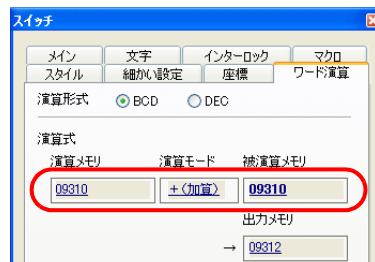 スイッチ
メイン 文字 インターロック マクロ
スタイル 細かい設定 座標 ワード演算
演算形式 BCD DEC
演算式
演算メモリ 演算モード 被演算メモリ
09310 +(加算) 09310
出力メモリ
→ 09312